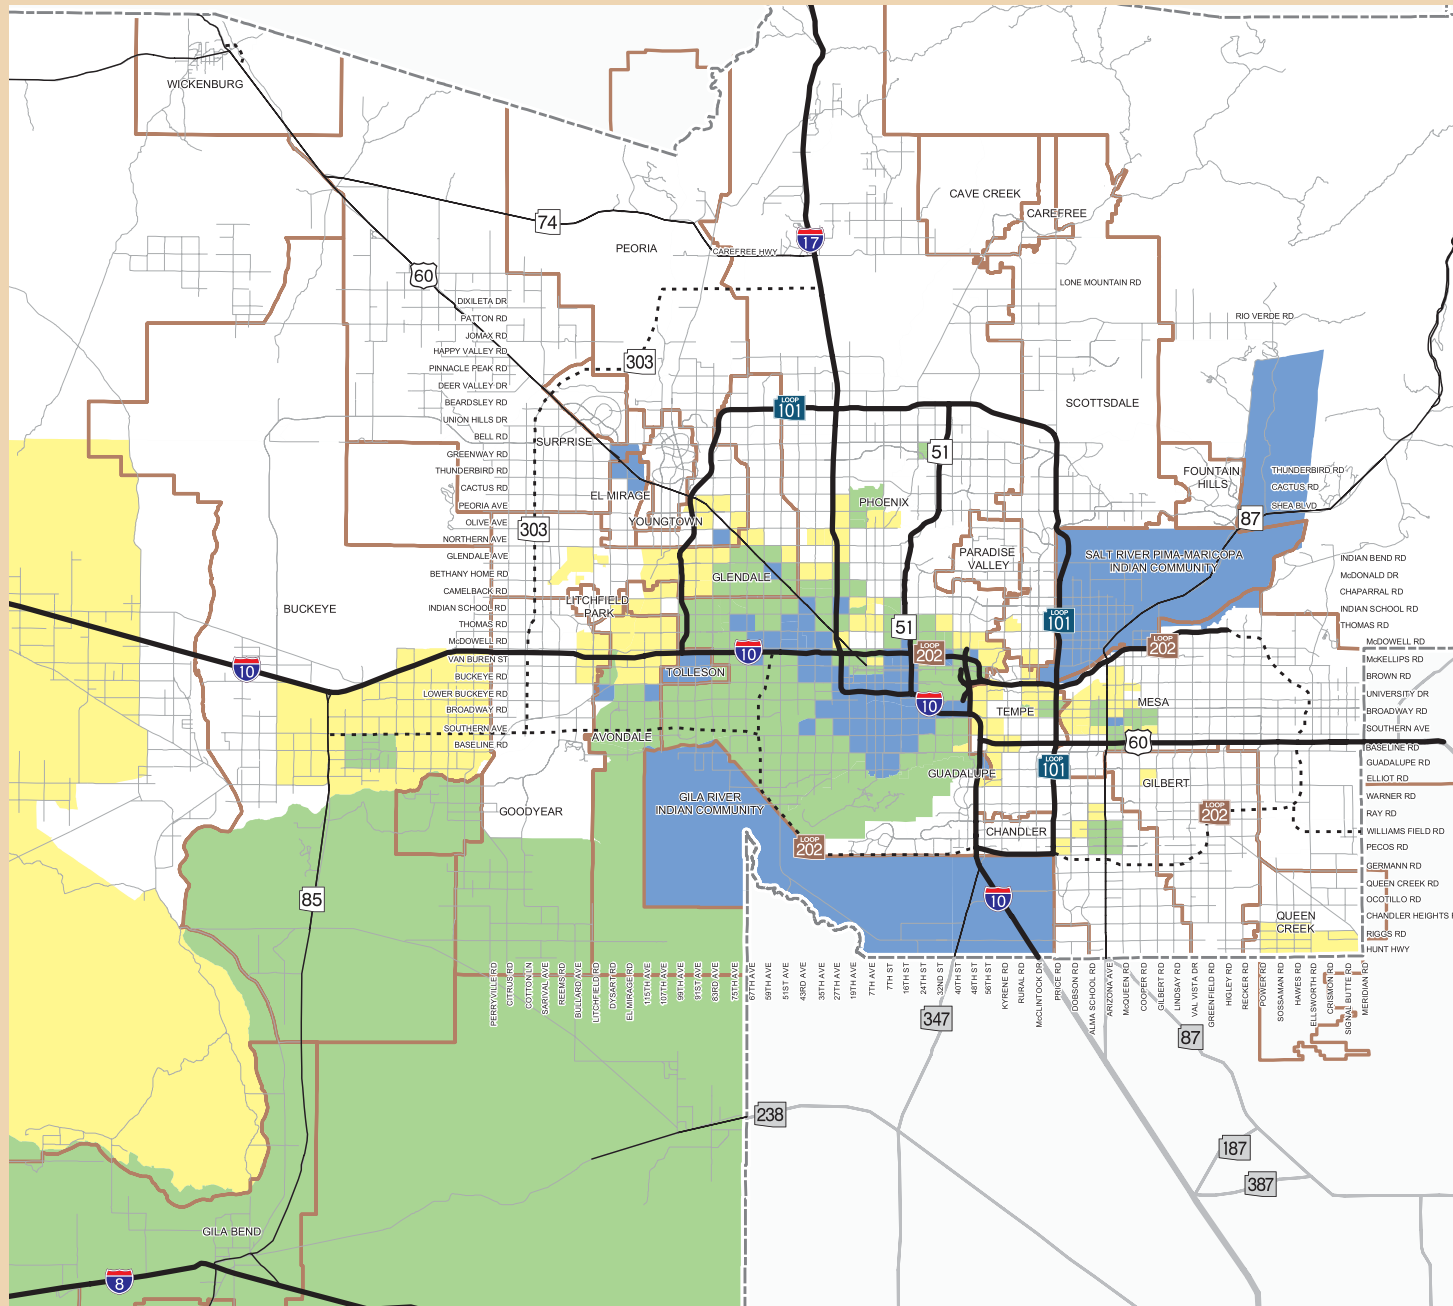 WICKENBURG
74
PEORIA
CAREFREE HWY
17
CAVE CREEK
CAREFREE
60
LONE MOUNTAIN RD
DIXILETA DR
PATTON RD
JOMAX RD
HAPPY VALLEY RD
PINNACLE PEAK RD
DEER VALLEY DR
BEARDSLEY RD
UNION HILLS DR
BELL RD
GREENWAY RD
THUNDERBIRD RD
CACTUS RD
PEORIA AVE
OLIVE AVE
NORTHERN AVE
GLENDALE AVE
BETHANY HOME RD
CAMELBACK RD
INDIAN SCHOOL RD
THOMAS RD
McDOWELL RD
VAN BUREN ST
BUCKEYE RD
LOWER BUCKEYE RD
BROADWAY RD
SOUTHERN AVE
BASELINE RD
RIO VERDE RD
303
LOOP
101
SCOTTSDALE
SURPRISE
51
EL MIRAGE
YOUNGTOWN
303
PHOENIX
FOUNTAIN
HILLS
THUNDERBIRD RD
CACTUS RD
SHEA BLVD
87
PARADISE
VALLEY
SALT RIVER PIMA-MARICOPA
INDIAN COMMUNITY
GLENDALE
LITCHFIELD
PARK
BUCKEYE
51
LOOP
101
LOOP
202
LOOP
202
10
10
TOLLESON
10
TEMPE
MESA
AVONDALE
60
GUADALUPE
LOOP
101
GILBERT
GOODYEAR
GILA RIVER
INDIAN COMMUNITY
LOOP
202
CHANDLER
LOOP
202
85
10
QUEEN
CREEK
INDIAN BEND RD
McDONALD DR
CHAPARRAL RD
INDIAN SCHOOL RD
THOMAS RD
McDOWELL RD
McKELLIPS RD
BROWN RD
UNIVERSITY DR
BROADWAY RD
SOUTHERN AVE
BASELINE RD
GUADALUPE RD
ELLIOT RD
WARNER RD
RAY RD
WILLIAMS FIELD RD
PECOS RD
GERMANN RD
QUEEN CREEK RD
OCOTILLO RD
CHANDLER HEIGHTS
RIGGS RD
HUNT HWY
PERRYVILLE RD
CITRUS RD
COTTON LN
SARIVAL AVE
REEMS RD
BULLARD AVE
LITCHFIELD RD
DYSART RD
EL MIRAGE RD
115TH AVE
107TH AVE
99TH AVE
91ST AVE
83RD AVE
75TH AVE
67TH AVE
59TH AVE
51ST AVE
43RD AVE
35TH AVE
27TH AVE
19TH AVE
7TH AVE
7TH ST
16TH ST
24TH ST
32ND ST
40TH ST
48TH ST
56TH ST
KYRENE RD
RURAL RD
McCLINTOCK DR
PRICE RD
DOBSON RD
ALMA SCHOOL RD
ARIZONA AVE
McQUEEN RD
COOPER RD
GILBERT RD
LINDSAY RD
VAL VISTA DR
GREENFIELD RD
HIGLEY RD
RECKER RD
POWER RD
SOSSAMAN RD
HAWES RD
ELLSWORTH RD
CRISMON RD
SIGNAL BUTTE RD
MERIDIAN RD
347
87
238
187
387
GILA BEND
8